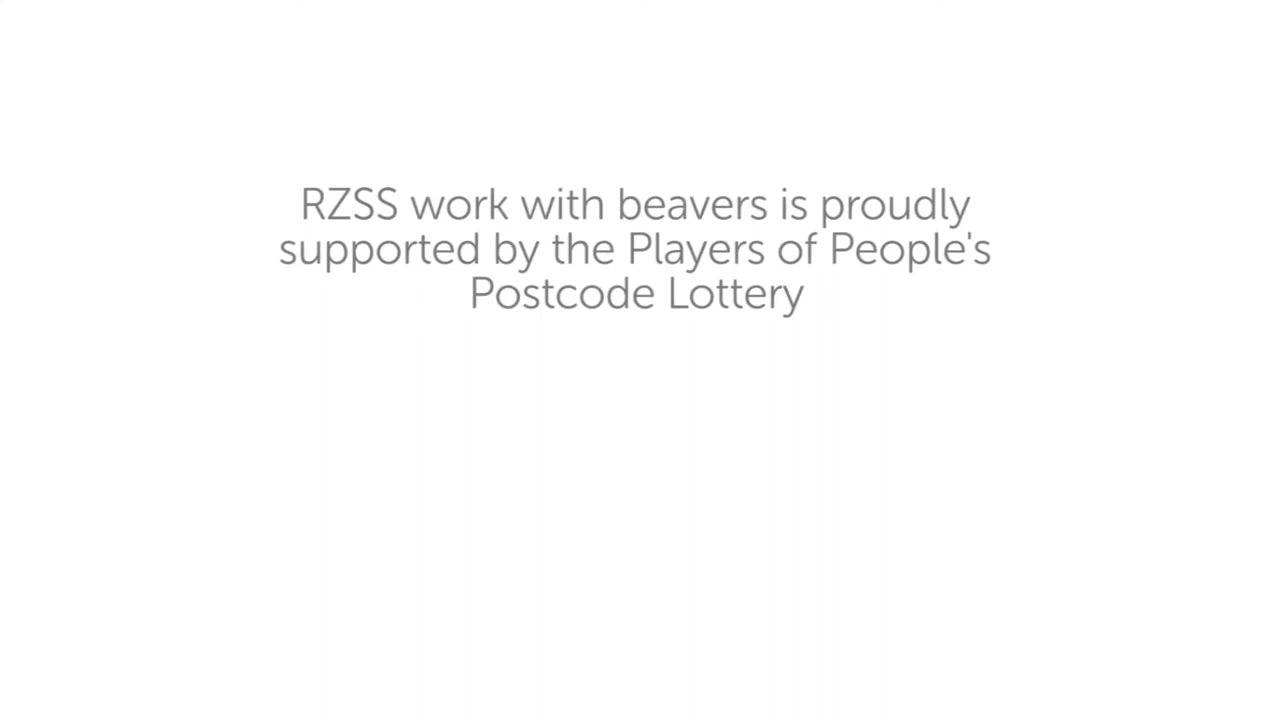 RZSS work with beavers is proudly
supported by the Players of People's
Postcode Lottery